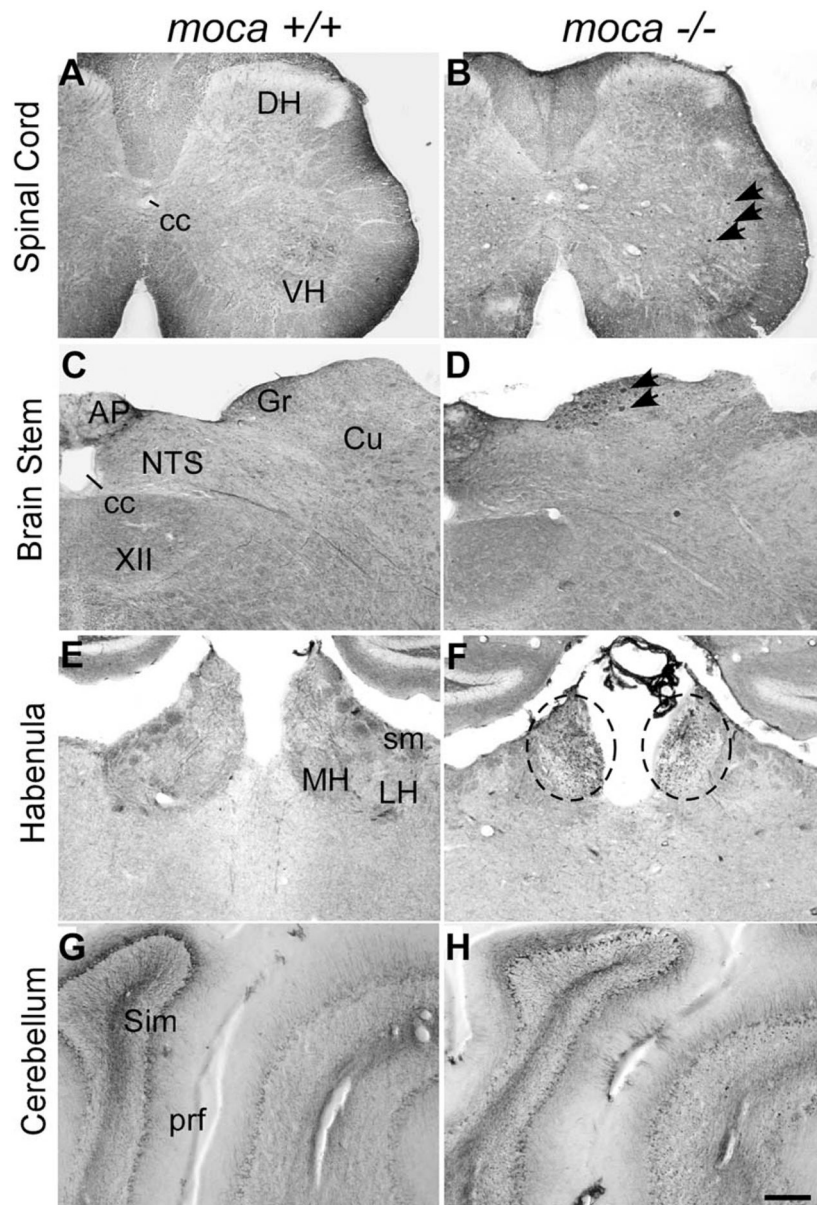 moca +/+ moca -/-
Spinal Cord
A
DH
cc
VH
B
Brain Stem
C
AP
Gr
Cu
NTS
cc
XII
D
Habenula
E
sm
MH
LH
F
Cerebellum
G
Sim
prf
H